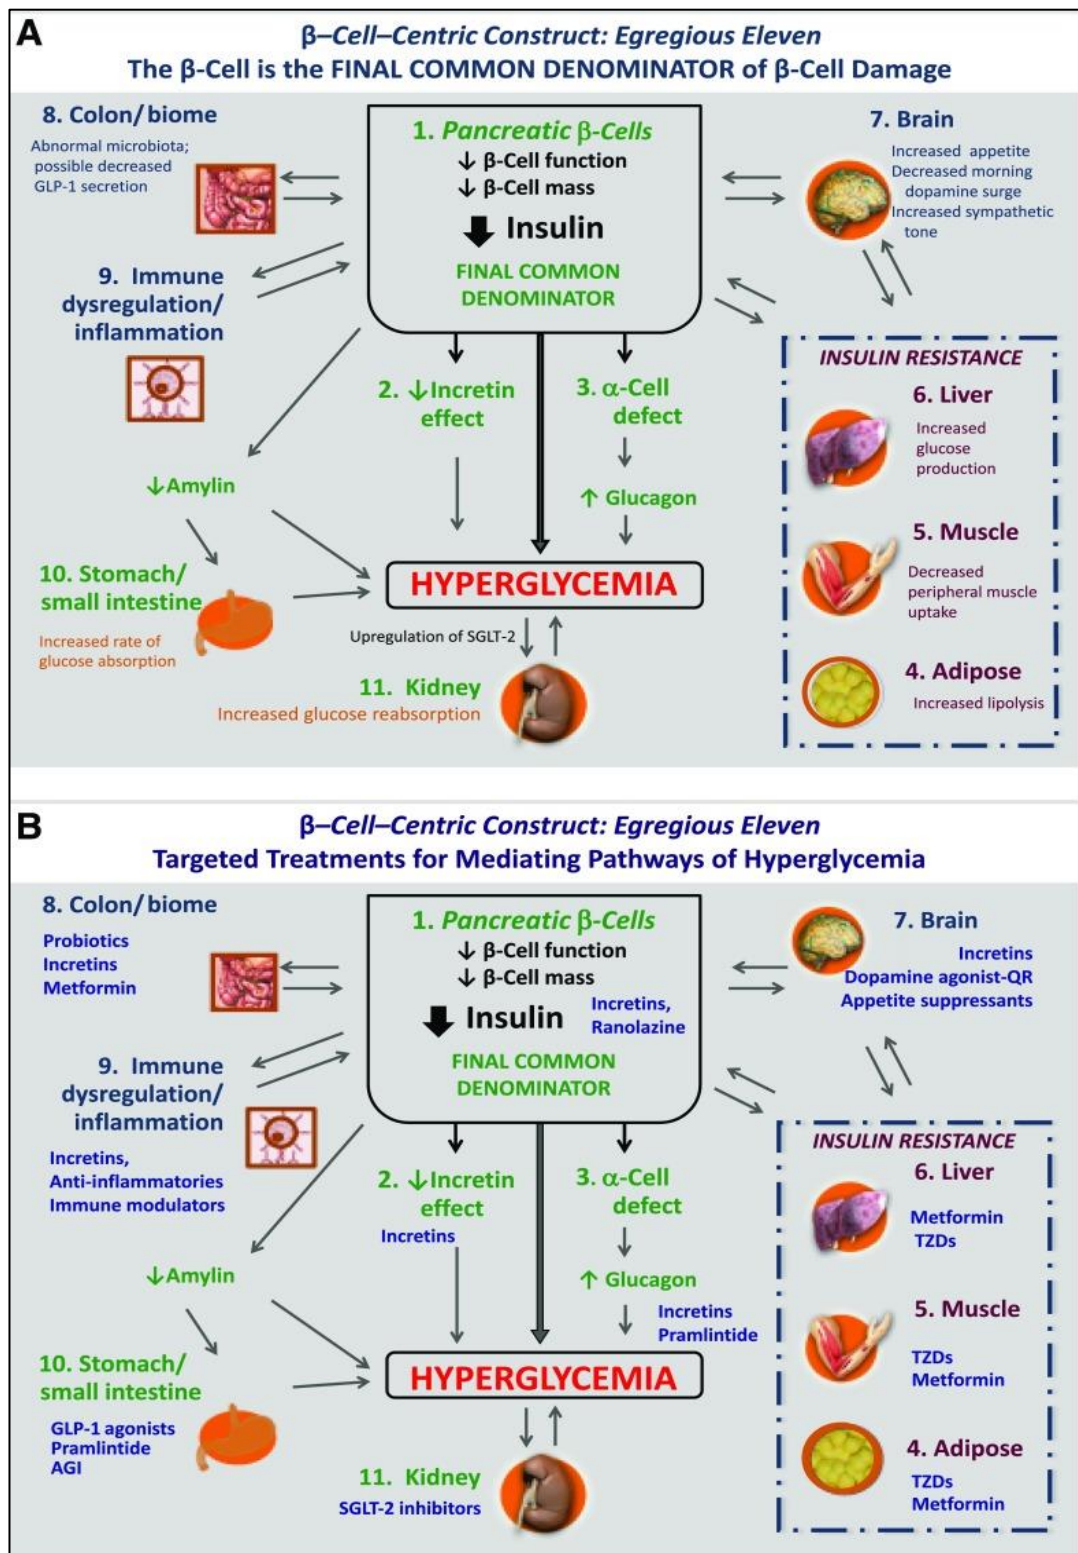 A
β–Cell–Centric Construct: Egregious Eleven
The β-Cell is the FINAL COMMON DENOMINATOR of β-Cell Damage
8. Colon/ biome
Abnormal microbiota;
possible decreased
GLP-1 secretion
1. Pancreatic β-Cells
↓ β-Cell function
↓ β-Cell mass
↓ Insulin
FINAL COMMON
DENOMINATOR
7. Brain
Increased appetite
Decreased morning
dopamine surge
Increased sympathetic
tone
9. Immune
dysregulation/
inflammation
2. ↓Incretin
effect
3. α-Cell
defect
↑ Glucagon
↓Amylin
INSULIN RESISTANCE
6. Liver
Increased
glucose
production
5. Muscle
Decreased
peripheral muscle
uptake
4. Adipose
Increased lipolysis
10. Stomach/
small intestine
Increased rate of
glucose absorption
HYPERGLYCEMIA
Upregulation of SGLT-2
11. Kidney
Increased glucose reabsorption
B
β–Cell–Centric Construct: Egregious Eleven
Targeted Treatments for Mediating Pathways of Hyperglycemia
8. Colon/ biome
Probiotics
Incretins
Metformin
1. Pancreatic β-Cells
↓ β-Cell function
↓ β-Cell mass
↓ Insulin
Incretins,
Ranolazine
FINAL COMMON
DENOMINATOR
7. Brain
Incretins
Dopamine agonist-QR
Appetite suppressants
9. Immune
dysregulation/
inflammation
Incretins,
Anti-inflammatories
Immune modulators
2. ↓Incretin
effect
Incretins
3. α-Cell
defect
↑ Glucagon
Incretins
Pramlintide
↓Amylin
INSULIN RESISTANCE
6. Liver
Metformin
TZDs
5. Muscle
TZDs
Metformin
4. Adipose
TZDs
Metformin
10. Stomach/
small intestine
GLP-1 agonists
Pramlintide
AGI
HYPERGLYCEMIA
11. Kidney
SGLT-2 inhibitors